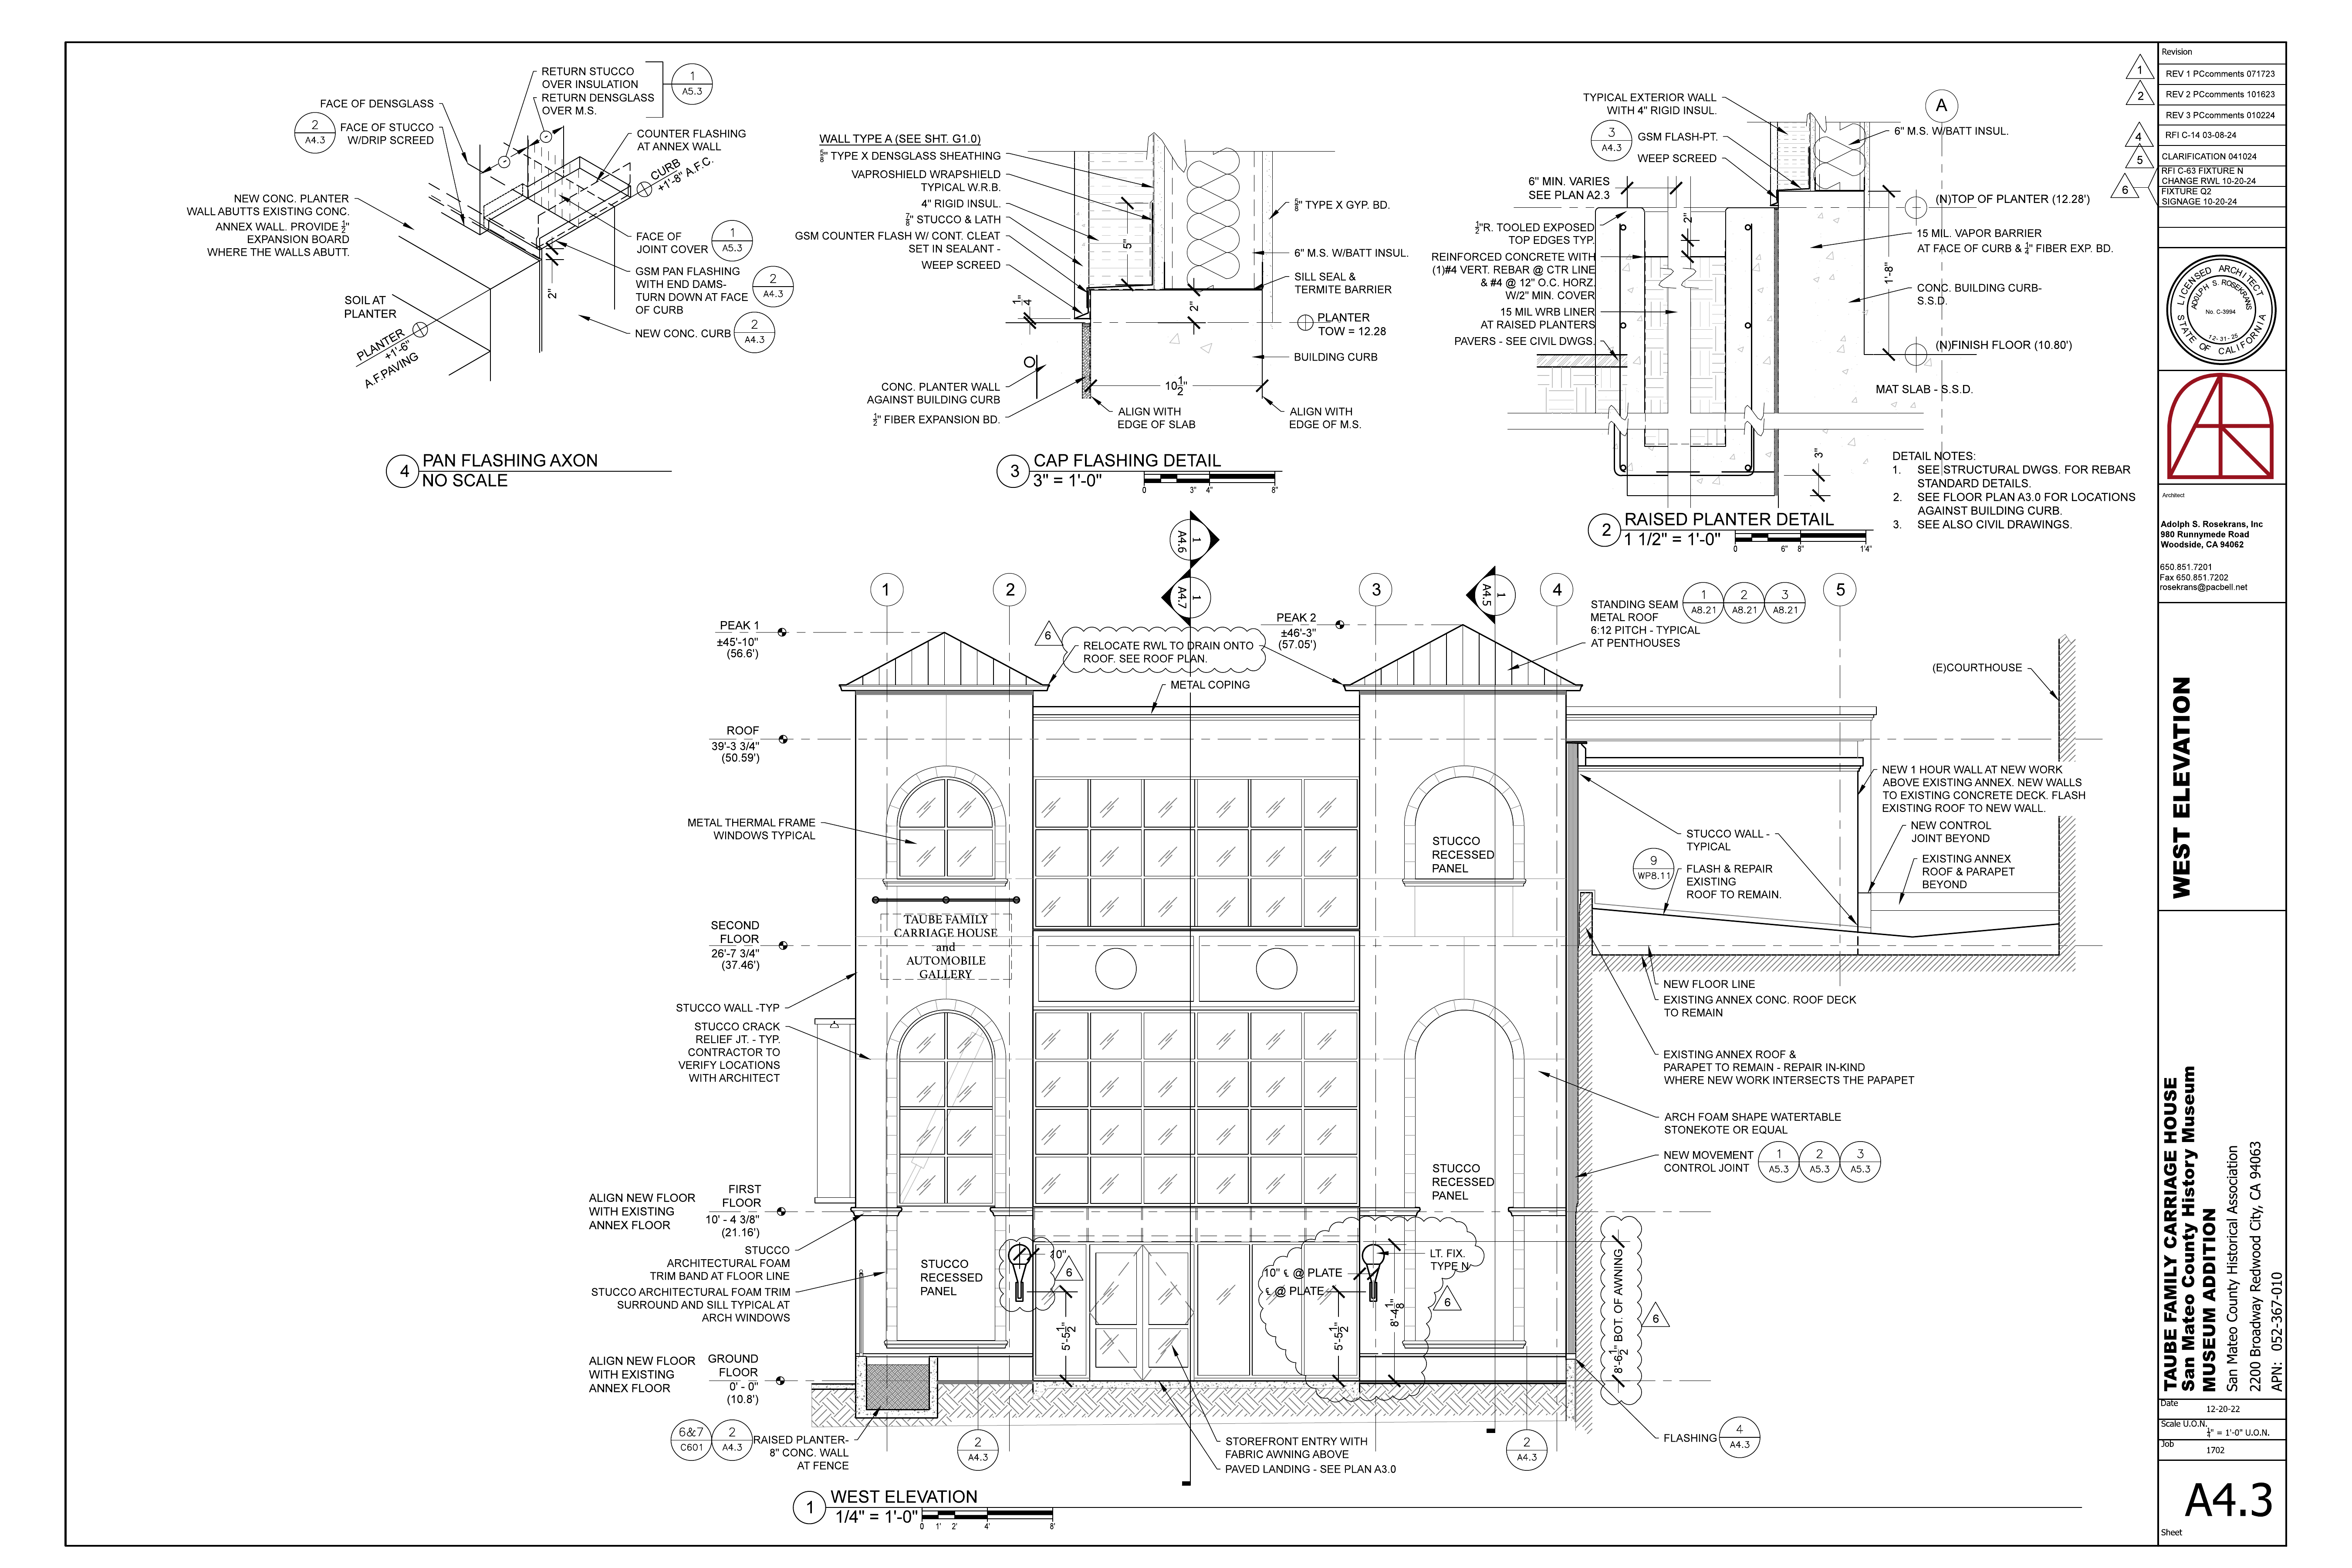 RETURN STUCCO
OVER INSULATION
RETURN DENSGLASS
OVER M.S.
1
A5.3
FACE OF DENSGLASS
2
A4.3
FACE OF STUCCO
W/DRIP SCREED
COUNTER FLASHING
AT ANNEX WALL
CURB
+1'-8" A.F.C.
NEW CONC. PLANTER
WALL ABUTTS EXISTING CONC.
ANNEX WALL. PROVIDE 1/2"
EXPANSION BOARD
WHERE THE WALLS ABUTT.
FACE OF
JOINT COVER
1
A5.3
GSM PAN FLASHING
WITH END DAMS-
TURN DOWN AT FACE
OF CURB
2
A4.3
2"
SOIL AT
PLANTER
NEW CONC. CURB
2
A4.3
PLANTER
+1'-6"
A.F.PAVING
4
PAN FLASHING AXON
NO SCALE
WALL TYPE A (SEE SHT. G1.0)
5/8" TYPE X DENSGLASS SHEATHING
VAPROSHIELD WRAPSHIELD
TYPICAL W.R.B.
4" RIGID INSUL.
7/8" STUCCO & LATH
GSM COUNTER FLASH W/ CONT. CLEAT
SET IN SEALANT -
WEEP SCREED
5"
5/8" TYPE X GYP. BD.
6" M.S. W/BATT INSUL.
SILL SEAL &
TERMITE BARRIER
1/4"
2"
PLANTER
TOW = 12.28
BUILDING CURB
10 1/2"
CONC. PLANTER WALL
AGAINST BUILDING CURB
1/2" FIBER EXPANSION BD.
ALIGN WITH
EDGE OF SLAB
ALIGN WITH
EDGE OF M.S.
3
CAP FLASHING DETAIL
3" = 1'-0"
0 3" 4" 8"
TYPICAL EXTERIOR WALL
WITH 4" RIGID INSUL.
3
A4.3
GSM FLASH-PT.
WEEP SCREED
A
6" M.S. W/BATT INSUL.
6" MIN. VARIES
SEE PLAN A2.3
1/2"R. TOOLED EXPOSED
TOP EDGES TYP.
REINFORCED CONCRETE WITH
(1)#4 VERT. REBAR @ CTR LINE
& #4 @ 12" O.C. HORZ.
W/2" MIN. COVER
15 MIL WRB LINER
AT RAISED PLANTERS
PAVERS - SEE CIVIL DWGS.
2"
(N)TOP OF PLANTER (12.28')
15 MIL. VAPOR BARRIER
AT FACE OF CURB & 1/4" FIBER EXP. BD.
1'-8"
CONC. BUILDING CURB-
S.S.D.
(N)FINISH FLOOR (10.80')
MAT SLAB - S.S.D.
3"
DETAIL NOTES:
1. SEE STRUCTURAL DWGS. FOR REBAR
STANDARD DETAILS.
2. SEE FLOOR PLAN A3.0 FOR LOCATIONS
AGAINST BUILDING CURB.
3. SEE ALSO CIVIL DRAWINGS.
2
RAISED PLANTER DETAIL
1 1/2" = 1'-0"
0 6" 8" 1'4"
1
A4.6
1
A4.7
1
A4.5
1
2
3
4
5
PEAK 1
±45'-10"
(56.6')
6
RELOCATE RWL TO DRAIN ONTO
ROOF. SEE ROOF PLAN.
METAL COPING
PEAK 2
±46'-3"
(57.05')
STANDING SEAM
METAL ROOF
6:12 PITCH - TYPICAL
AT PENTHOUSES
1
A8.21
2
A8.21
3
A8.21
(E)COURTHOUSE
ROOF
39'-3 3/4"
(50.59')
METAL THERMAL FRAME
WINDOWS TYPICAL
STUCCO
RECESSED
PANEL
NEW 1 HOUR WALL AT NEW WORK
ABOVE EXISTING ANNEX. NEW WALLS
TO EXISTING CONCRETE DECK. FLASH
EXISTING ROOF TO NEW WALL.
NEW CONTROL
JOINT BEYOND
EXISTING ANNEX
ROOF & PARAPET
BEYOND
STUCCO WALL -
TYPICAL
9
WP8.11
FLASH & REPAIR
EXISTING
ROOF TO REMAIN.
TAUBE FAMILY
CARRIAGE HOUSE
and
AUTOMOBILE
GALLERY
SECOND
FLOOR
26'-7 3/4"
(37.46')
NEW FLOOR LINE
EXISTING ANNEX CONC. ROOF DECK
TO REMAIN
STUCCO WALL -TYP
STUCCO CRACK
RELIEF JT. - TYP.
CONTRACTOR TO
VERIFY LOCATIONS
WITH ARCHITECT
EXISTING ANNEX ROOF &
PARAPET TO REMAIN - REPAIR IN-KIND
WHERE NEW WORK INTERSECTS THE PAPAPET
ARCH FOAM SHAPE WATERTABLE
STONEKOTE OR EQUAL
NEW MOVEMENT
CONTROL JOINT
1
A5.3
2
A5.3
3
A5.3
STUCCO
RECESSED
PANEL
ALIGN NEW FLOOR
WITH EXISTING
ANNEX FLOOR
FIRST
FLOOR
10' - 4 3/8"
(21.16')
STUCCO
ARCHITECTURAL FOAM
TRIM BAND AT FLOOR LINE
STUCCO ARCHITECTURAL FOAM TRIM
SURROUND AND SILL TYPICAL AT
ARCH WINDOWS
STUCCO
RECESSED
PANEL
10"
6
5'-5 1/2"
10" ℄ @ PLATE
℄ @ PLATE
5'-5 1/2"
8'-4 1/8"
LT. FIX.
TYPE N
6
8'-6 1/2" BOT. OF AWNING
6
ALIGN NEW FLOOR
WITH EXISTING
ANNEX FLOOR
GROUND
FLOOR
0' - 0"
(10.8')
6&7
C601
2
A4.3
RAISED PLANTER-
8" CONC. WALL
AT FENCE
2
A4.3
STOREFRONT ENTRY WITH
FABRIC AWNING ABOVE
PAVED LANDING - SEE PLAN A3.0
2
A4.3
FLASHING
4
A4.3
1
WEST ELEVATION
1/4" = 1'-0"
0 1' 2' 4' 8'
Revision
1
REV 1 PCcomments 071723
2
REV 2 PCcomments 101623
REV 3 PCcomments 010224
4
RFI C-14 03-08-24
5
CLARIFICATION 041024
6
RFI C-63 FIXTURE N
CHANGE RWL 10-20-24
FIXTURE Q2
SIGNAGE 10-20-24
LICENSED ARCHITECT
ADOLPH S. ROSEKRANS
No. C-3994
12-31-25
STATE OF CALIFORNIA
Architect
Adolph S. Rosekrans, Inc
980 Runnymede Road
Woodside, CA 94062
650.851.7201
Fax 650.851.7202
rosekrans@pacbell.net
WEST ELEVATION
TAUBE FAMILY CARRIAGE HOUSE
San Mateo County History Museum
MUSEUM ADDITION
San Mateo County Historical Association
2200 Broadway Redwood City, CA 94063
APN: 052-367-010
Date
12-20-22
Scale U.O.N.
1/4" = 1'-0" U.O.N.
Job
1702
A4.3
Sheet